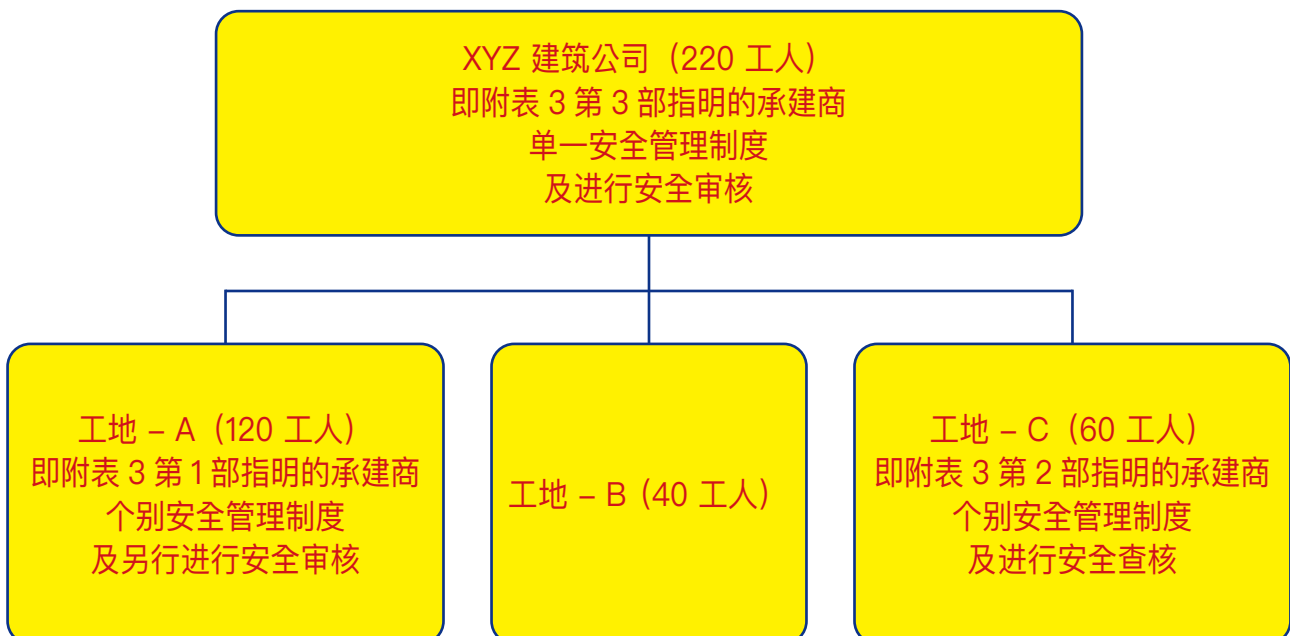 XYZ 建筑公司（220 工人）
即附表 3 第 3 部指明的承建商
单一安全管理制度
及进行安全审核
工地 – A（120 工人）
即附表 3 第 1 部指明的承建商
个别安全管理制度
及另行进行安全审核
工地 – B（40 工人）
工地 – C（60 工人）
即附表 3 第 2 部指明的承建商
个别安全管理制度
及进行安全查核